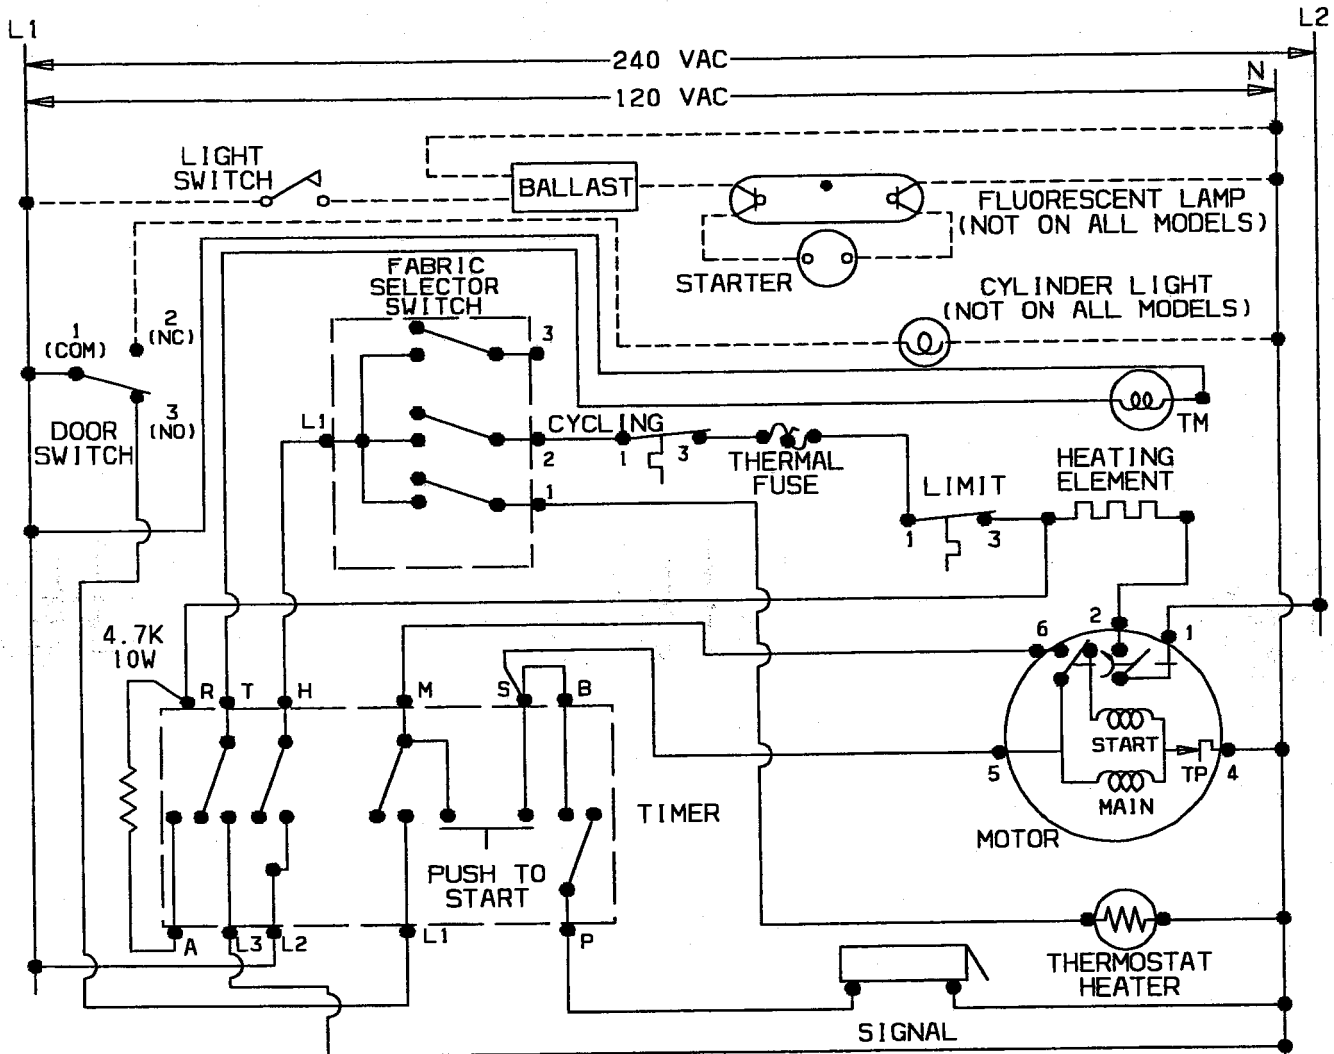 L1
L2
240 VAC
N
120 VAC
LIGHT
SWITCH
BALLAST
FLUORESCENT LAMP
(NOT ON ALL MODELS)
STARTER
FABRIC
SELECTOR
SWITCH
CYLINDER LIGHT
(NOT ON ALL MODELS)
1
(COM)
2
(NC)
3
3
(NO)
DOOR
SWITCH
L1
CYCLING
2
1
3
THERMAL
FUSE
TM
HEATING
ELEMENT
LIMIT
1
1
3
4.7K
10W
6
2
1
R
T
H
M
S
B
START
5
TP
4
MAIN
TIMER
MOTOR
PUSH TO
START
A
L3
L2
L1
P
THERMOSTAT
HEATER
SIGNAL